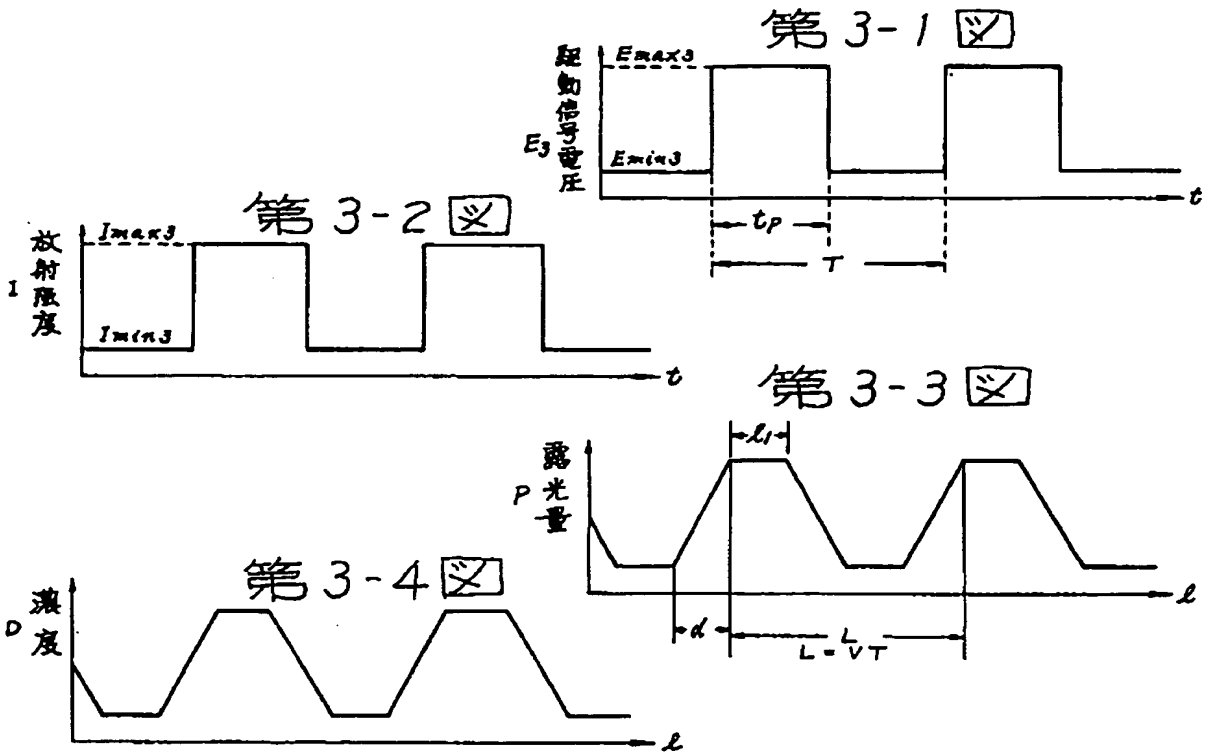 第 3-1 図
駆動信号電圧
E3
Emax3
Emin3
t
tP
T
第 3-2 図
放射強度
I
Imax3
Imin3
t
第 3-3 図
露光量
P
l1
d
L
L = VT
l
第 3-4 図
濃度
D
l